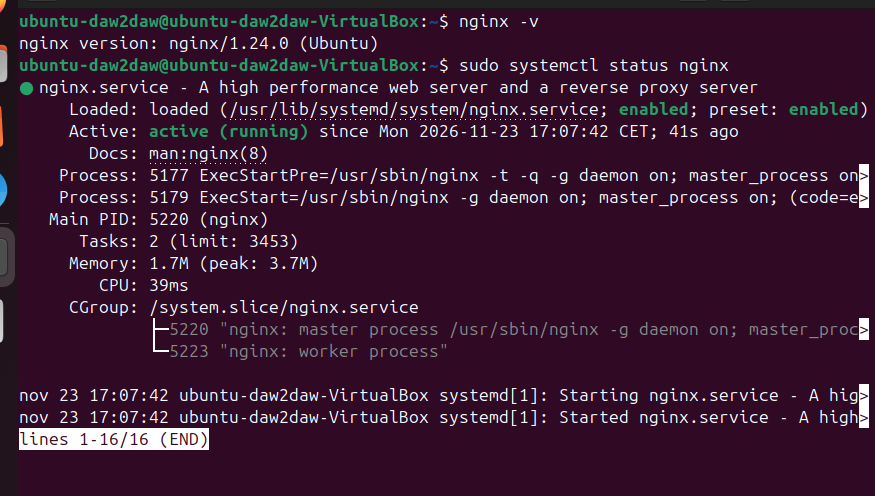 ubuntu-daw2daw@ubuntu-daw2daw-VirtualBox:~$ nginx -v
nginx version: nginx/1.24.0 (Ubuntu)
ubuntu-daw2daw@ubuntu-daw2daw-VirtualBox:~$ sudo systemctl status nginx
● nginx.service - A high performance web server and a reverse proxy server
     Loaded: loaded (/usr/lib/systemd/system/nginx.service; enabled; preset: enabled)
     Active: active (running) since Mon 2026-11-23 17:07:42 CET; 41s ago
       Docs: man:nginx(8)
    Process: 5177 ExecStartPre=/usr/sbin/nginx -t -q -g daemon on; master_process on>
    Process: 5179 ExecStart=/usr/sbin/nginx -g daemon on; master_process on; (code=e>
   Main PID: 5220 (nginx)
      Tasks: 2 (limit: 3453)
     Memory: 1.7M (peak: 3.7M)
        CPU: 39ms
     CGroup: /system.slice/nginx.service
             ├─5220 "nginx: master process /usr/sbin/nginx -g daemon on; master_proc>
             └─5223 "nginx: worker process"
nov 23 17:07:42 ubuntu-daw2daw-VirtualBox systemd[1]: Starting nginx.service - A hig>
nov 23 17:07:42 ubuntu-daw2daw-VirtualBox systemd[1]: Started nginx.service - A high>
lines 1-16/16 (END)